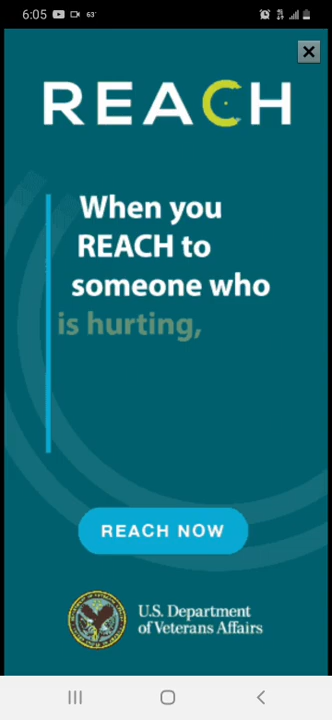 6:05 63°
REACH
When you
REACH to
someone who
is hurting,
REACH NOW
U.S. Department
of Veterans Affairs